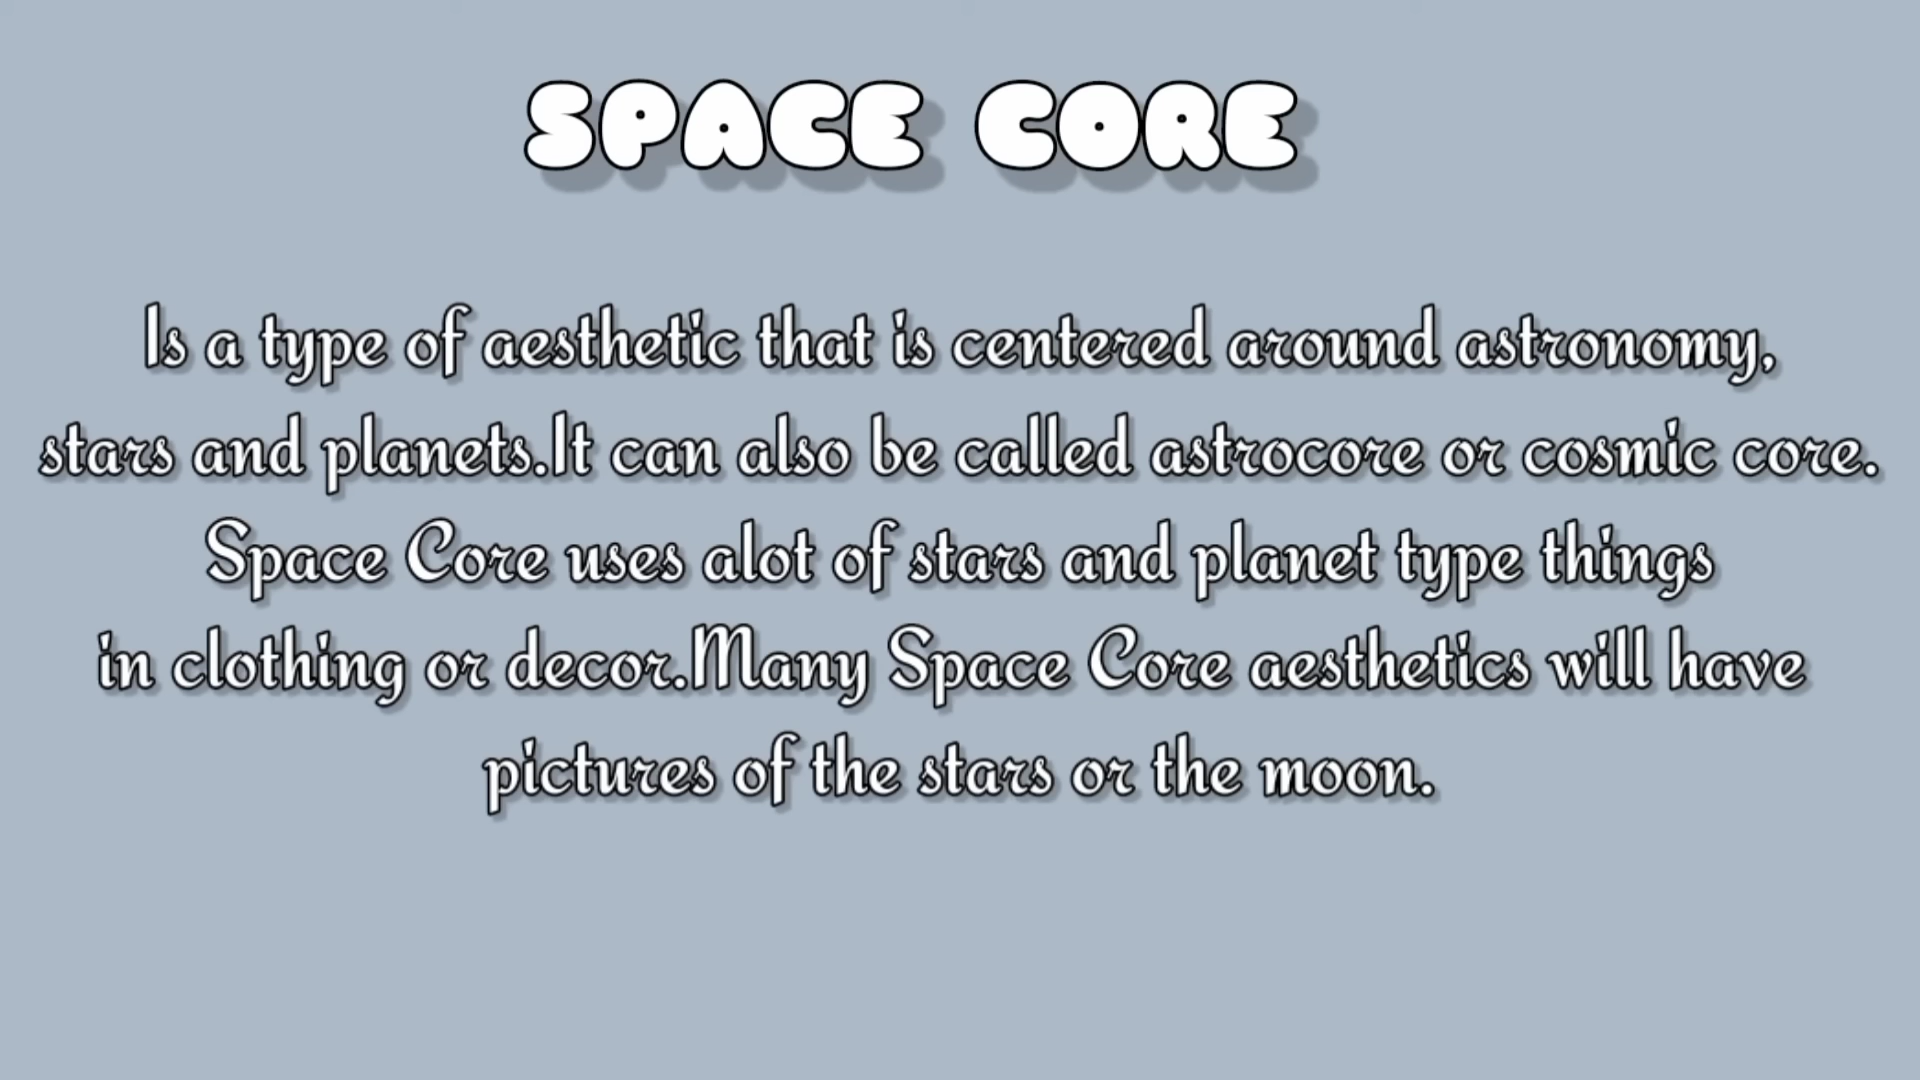 SPACE CORE
Is a type of aesthetic that is centered around astronomy,
stars and planets.It can also be called astrocore or cosmic core.
Space Core uses alot of stars and planet type things
in clothing or decor.Many Space Core aesthetics will have
pictures of the stars or the moon.